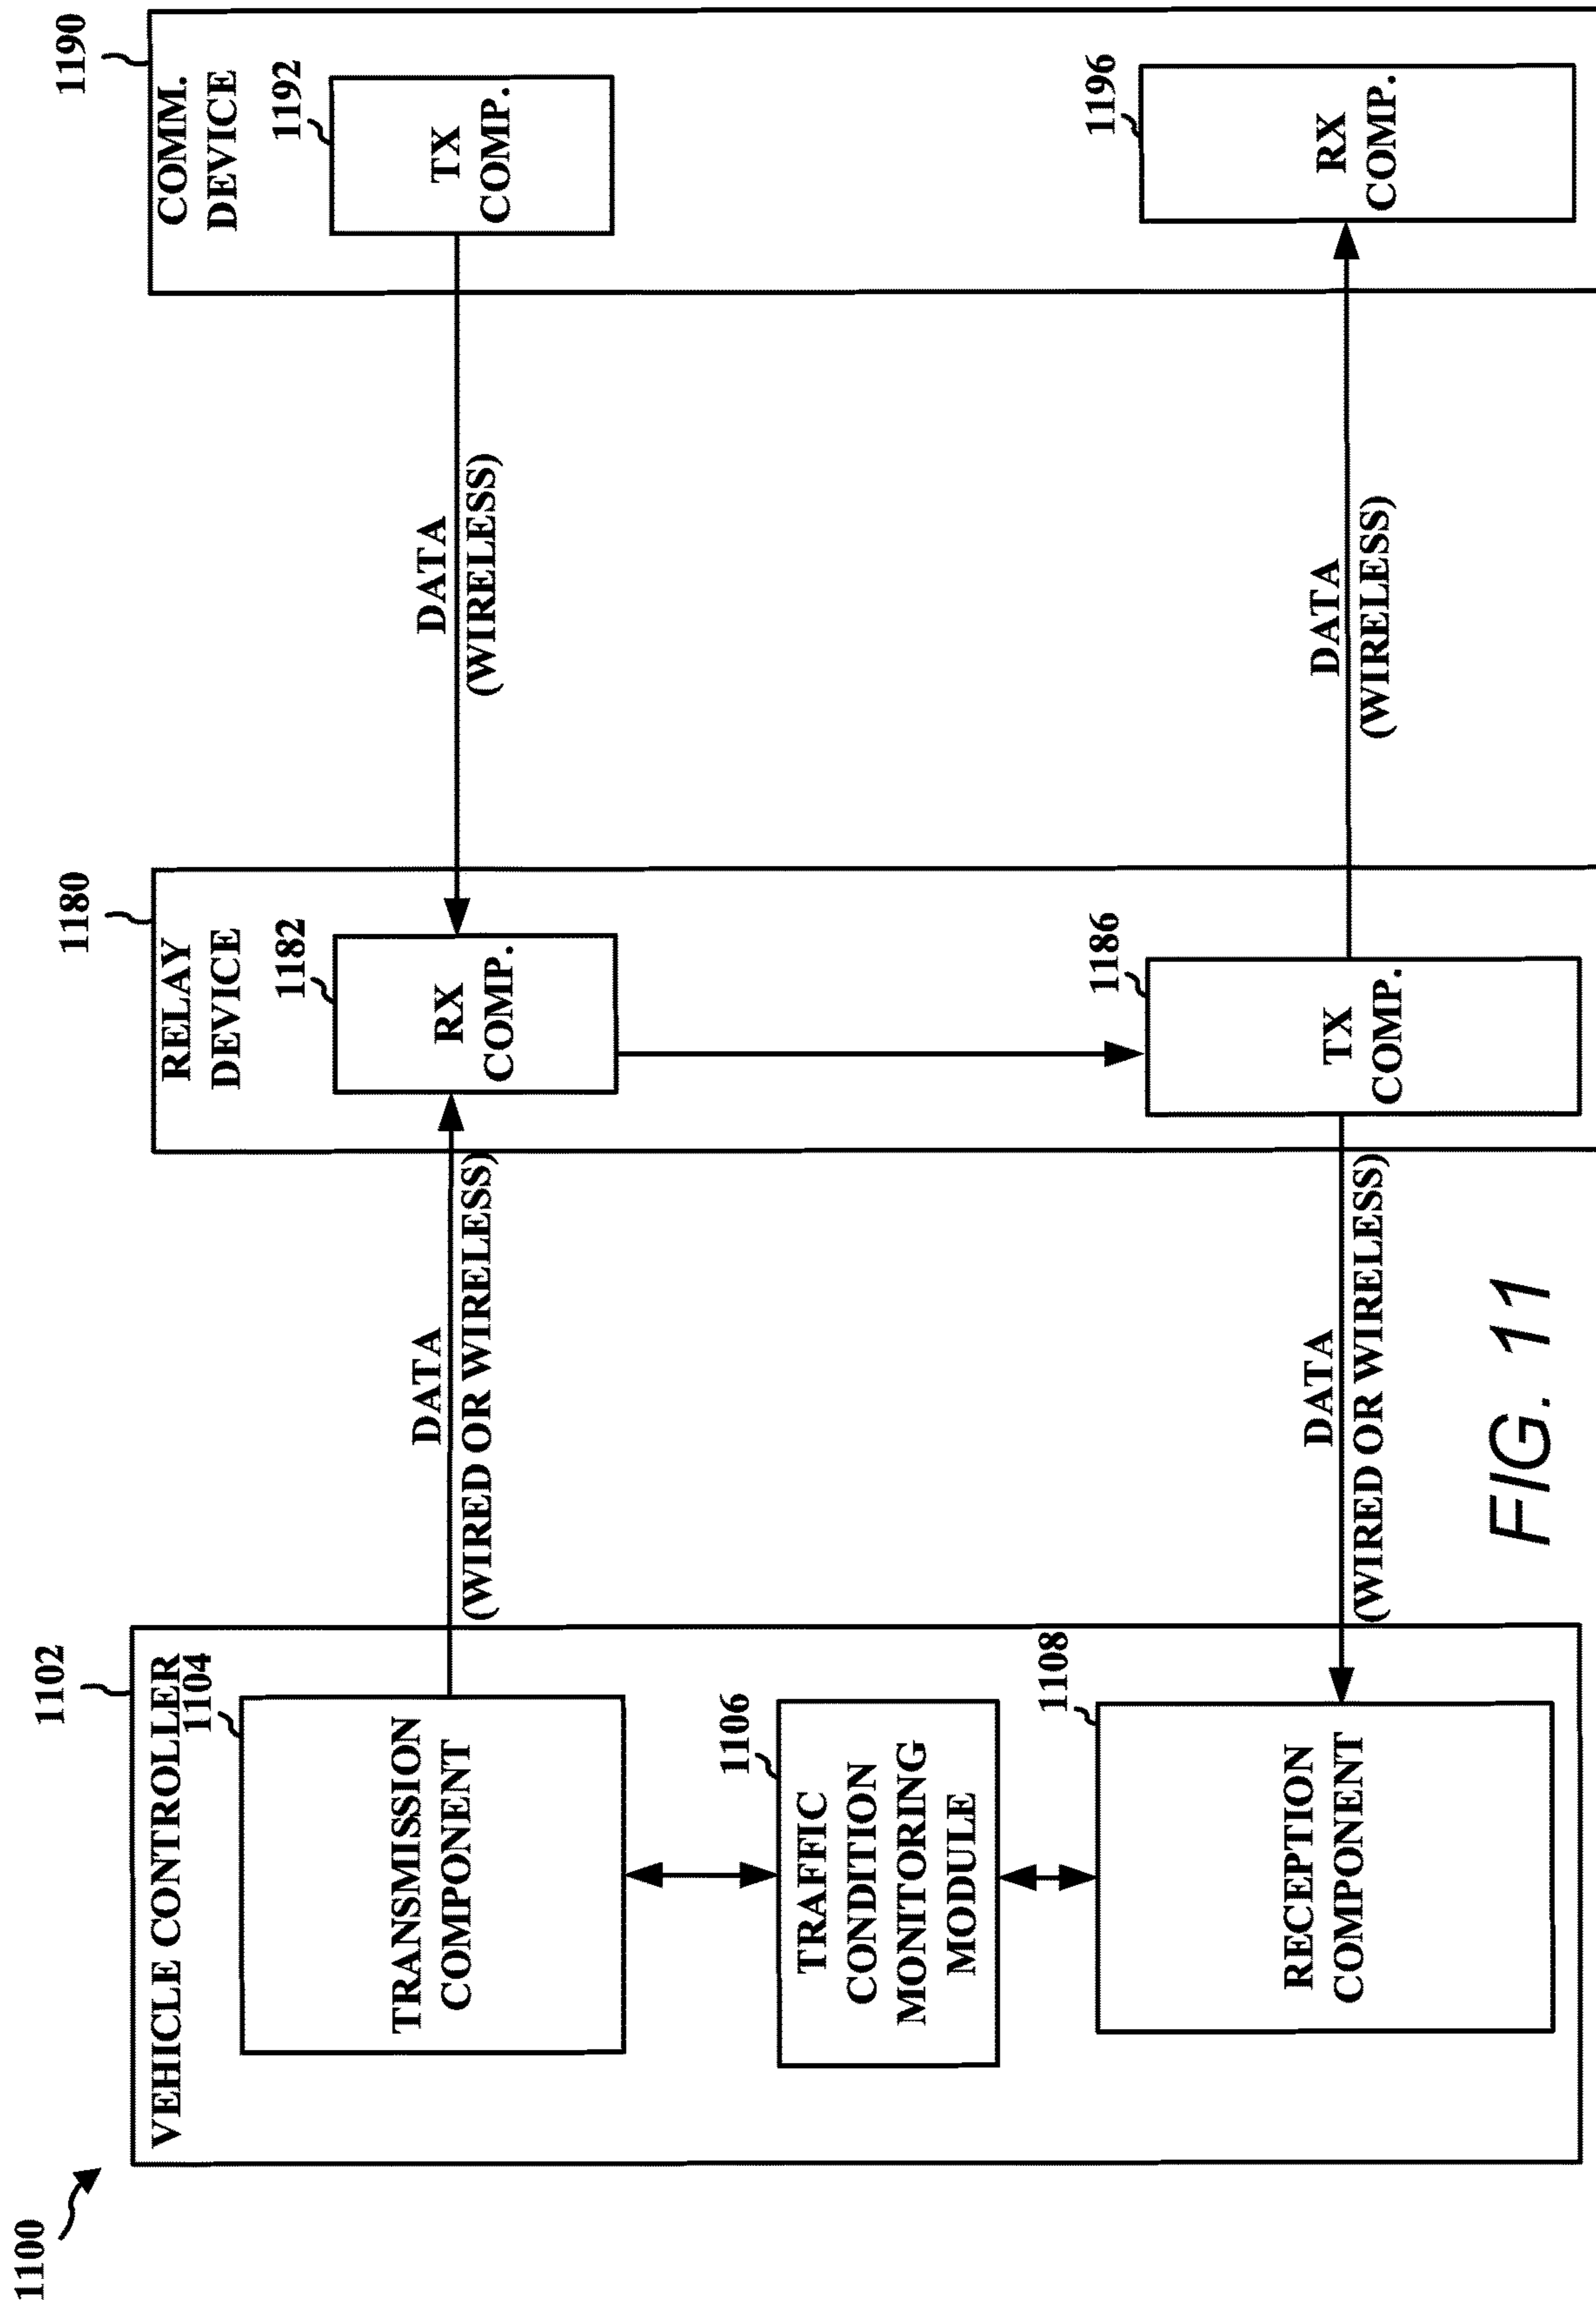 1100
1102
VEHICLE CONTROLLER
1104
TRANSMISSION
COMPONENT
1106
TRAFFIC
CONDITION
MONITORING
MODULE
1108
RECEPTION
COMPONENT
DATA
(WIRED OR WIRELESS)
DATA
(WIRED OR WIRELESS)
1180
RELAY
DEVICE
1182
RX
COMP.
1186
TX
COMP.
DATA
(WIRELESS)
DATA
(WIRELESS)
1190
COMM.
DEVICE
1192
TX
COMP.
1196
RX
COMP.
FIG. 11